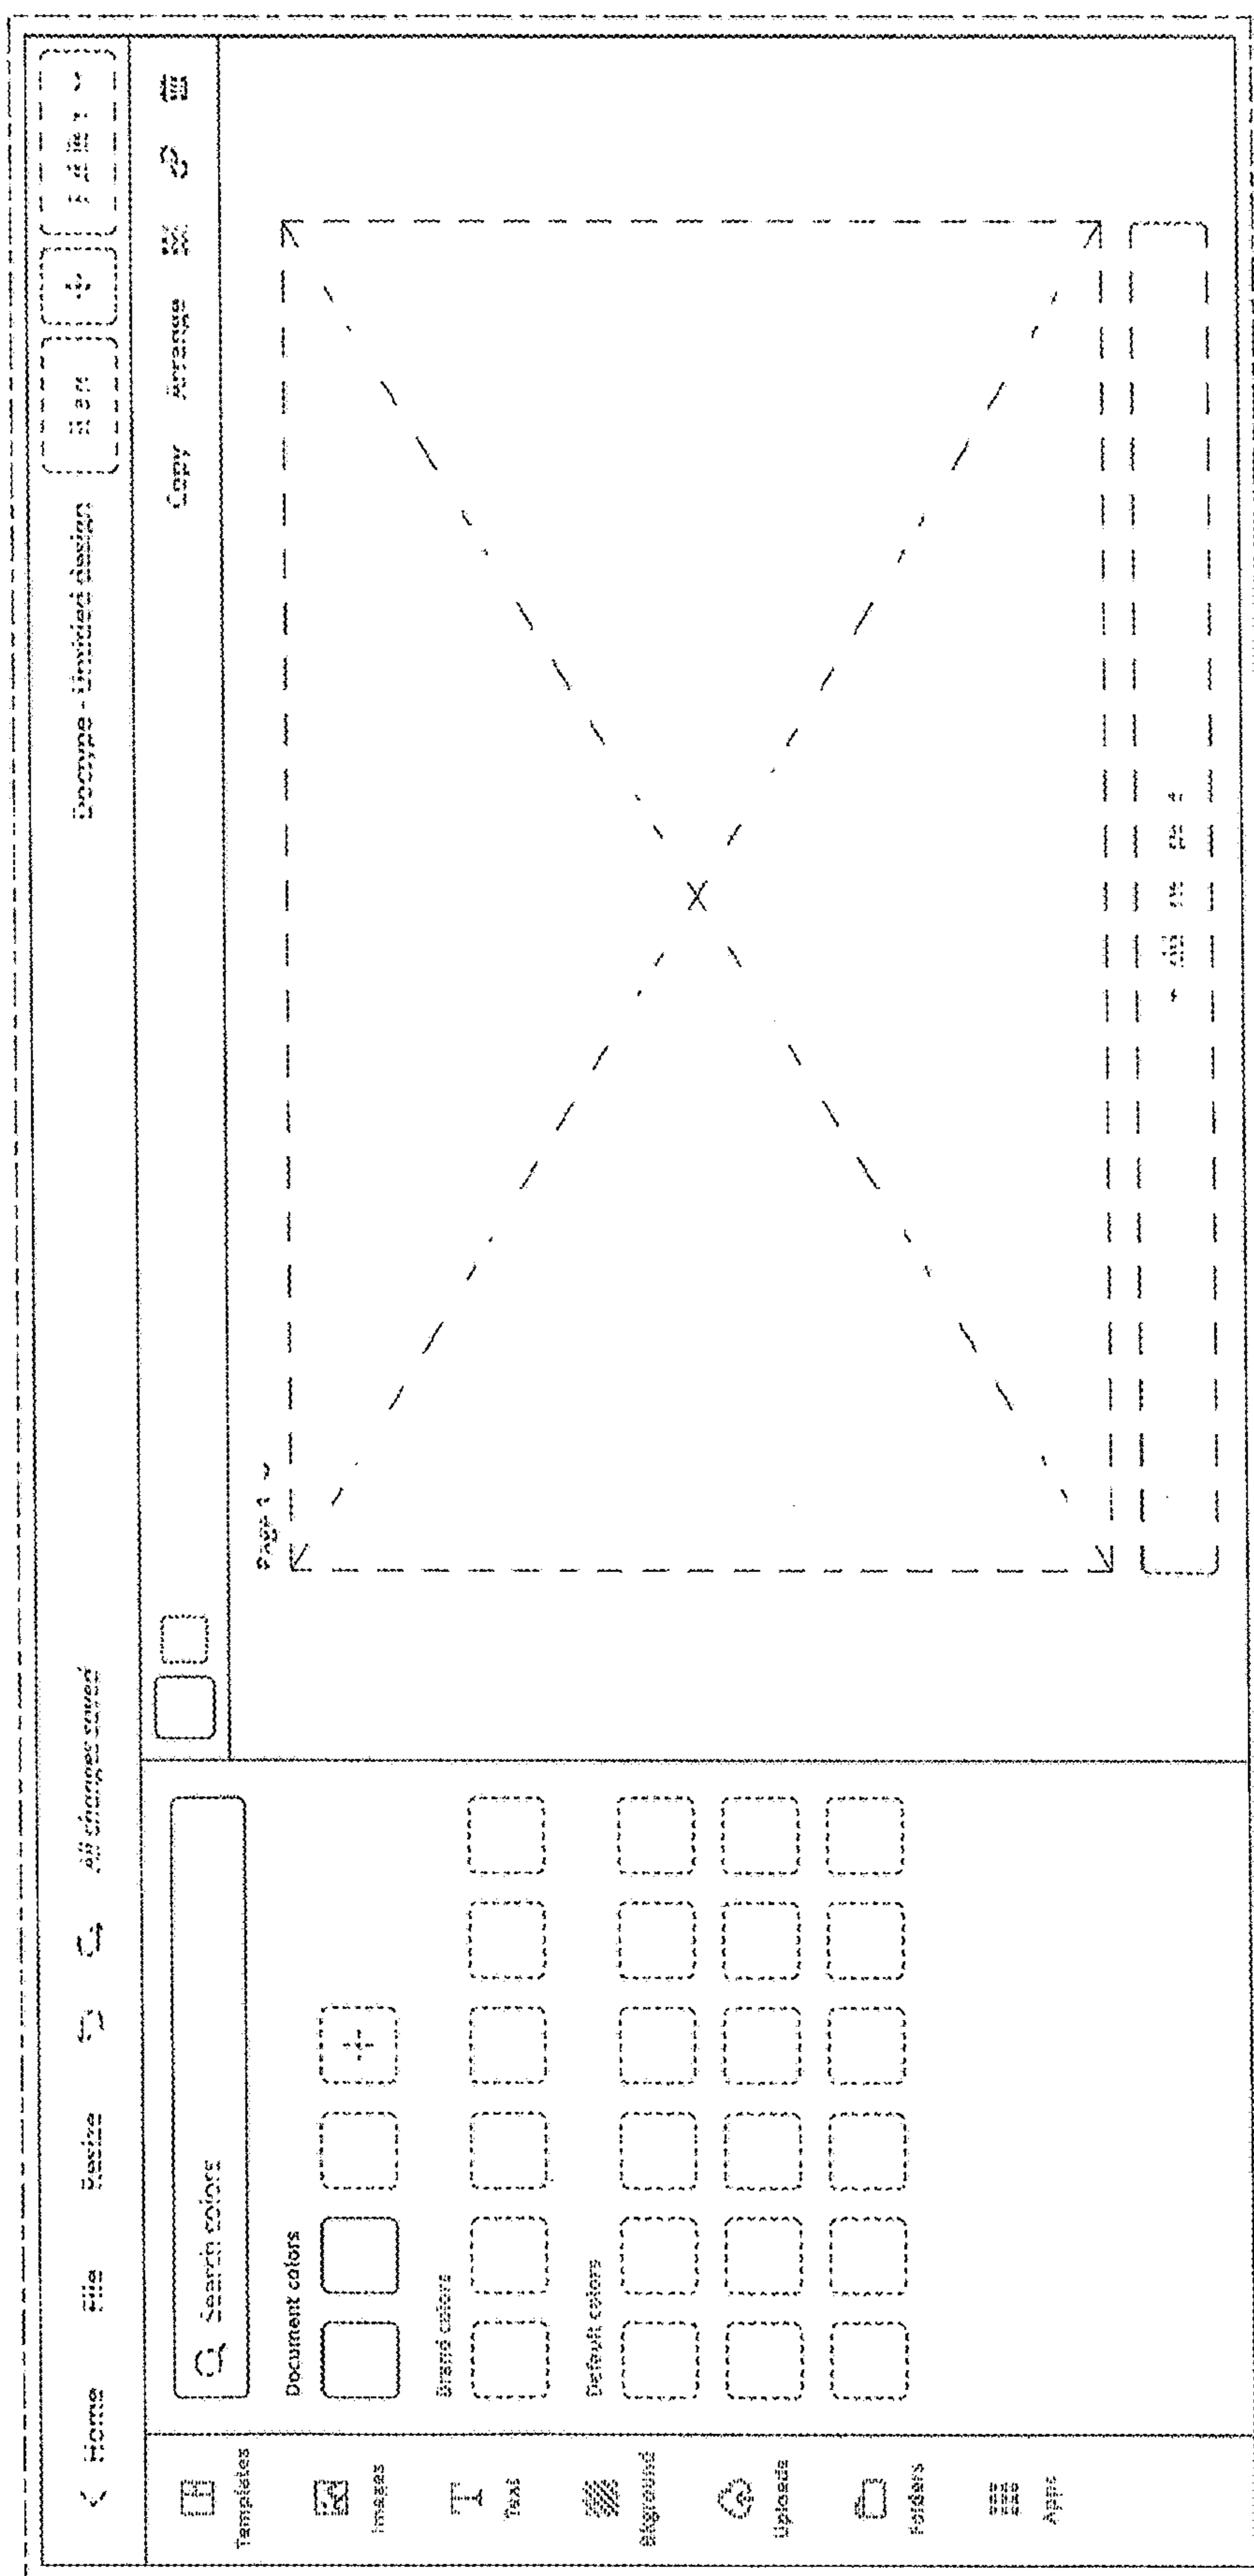 Home File Resize All changes saved Doctype - Untitled design
Copy Arrange
Templates
Images
Text
Bkground
Uploads
Folders
Apps
Search colors
Document colors
Brand colors
Default colors
Page 1